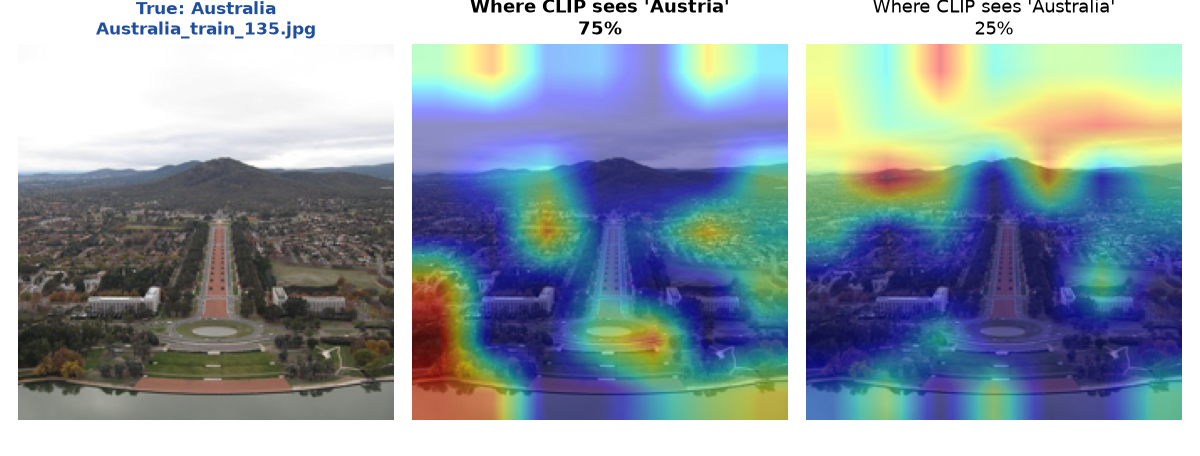 True: Australia
Australia_train_135.jpg
Where CLIP sees 'Austria'
75%
Where CLIP sees 'Australia'
25%